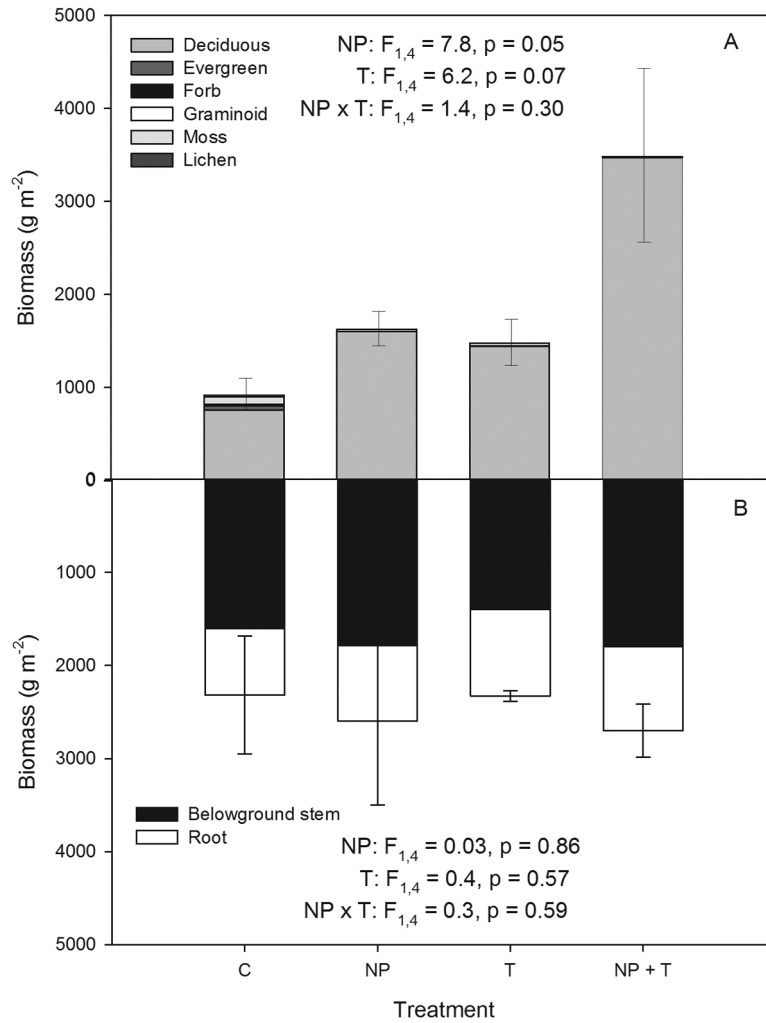 5000
4000
3000
2000
1000
0
Biomass (g m⁻²)
Deciduous
Evergreen
Forb
Graminoid
Moss
Lichen
NP: F₁,₄ = 7.8, p = 0.05
T: F₁,₄ = 6.2, p = 0.07
NP x T: F₁,₄ = 1.4, p = 0.30
A
0
1000
2000
3000
4000
5000
Biomass (g m⁻²)
B
Belowground stem
Root
NP: F₁,₄ = 0.03, p = 0.86
T: F₁,₄ = 0.4, p = 0.57
NP x T: F₁,₄ = 0.3, p = 0.59
C NP T NP + T
Treatment